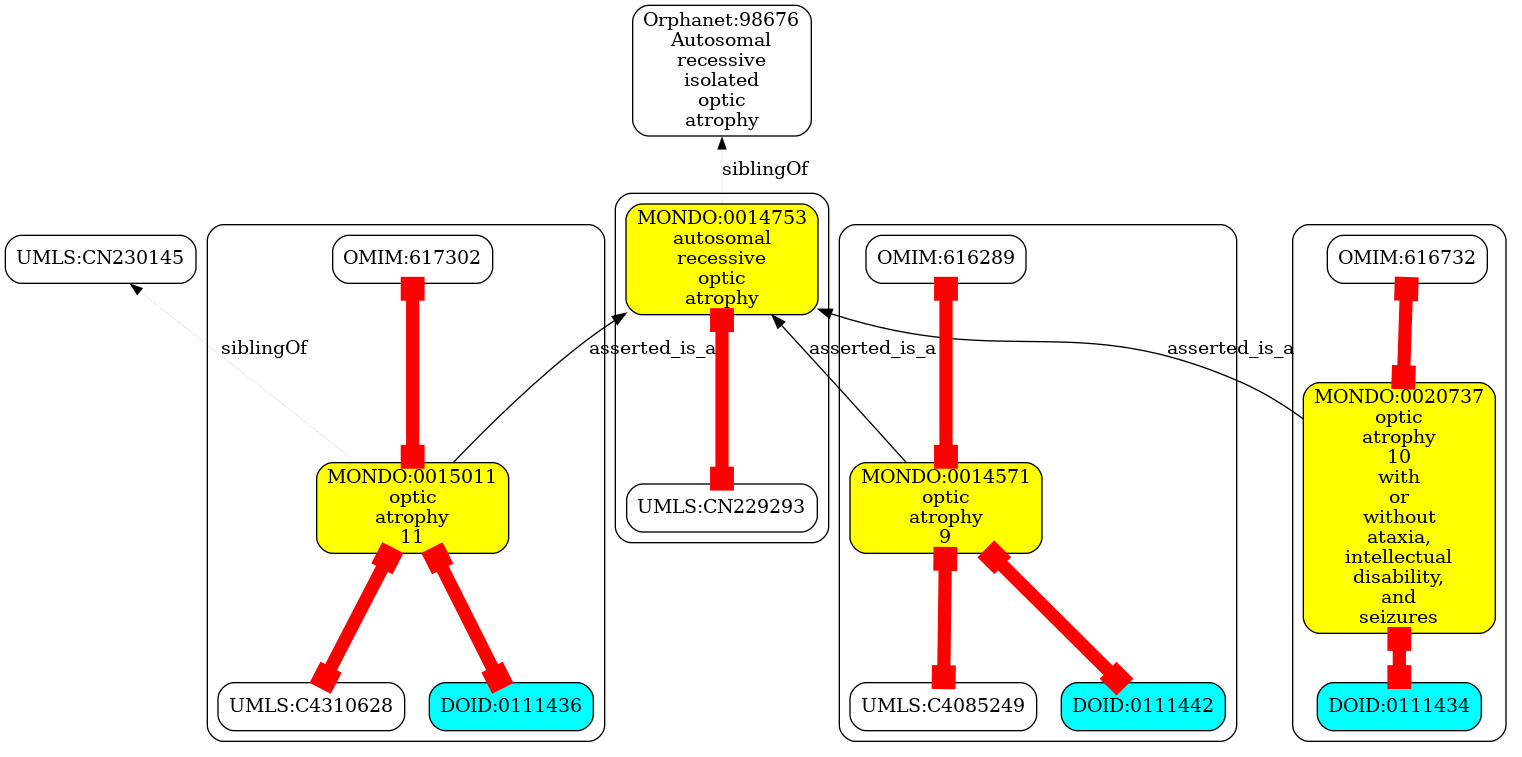 Orphanet:98676
Autosomal
recessive
isolated
optic
atrophy
siblingOf
MONDO:0014753
autosomal
recessive
optic
atrophy
UMLS:CN230145
OMIM:617302
OMIM:616289
OMIM:616732
siblingOf
asserted_is_a
asserted_is_a
asserted_is_a
MONDO:0015011
optic
atrophy
11
UMLS:CN229293
MONDO:0014571
optic
atrophy
9
MONDO:0020737
optic
atrophy
10
with
or
without
ataxia,
intellectual
disability,
and
seizures
UMLS:C4310628
DOID:0111436
UMLS:C4085249
DOID:0111442
DOID:0111434